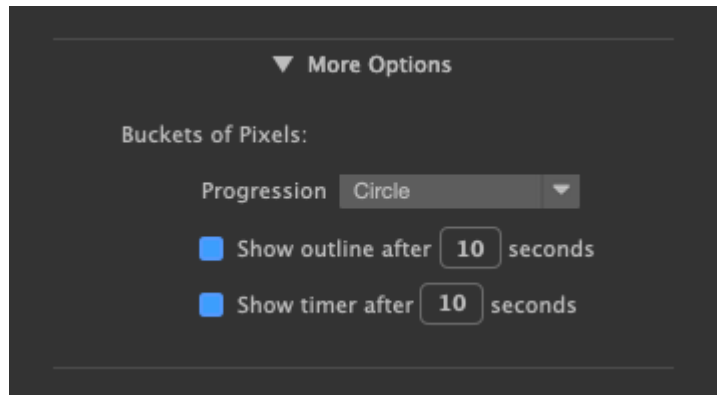 More Options
Buckets of Pixels:
Progression Circle
Show outline after 10 seconds
Show timer after 10 seconds